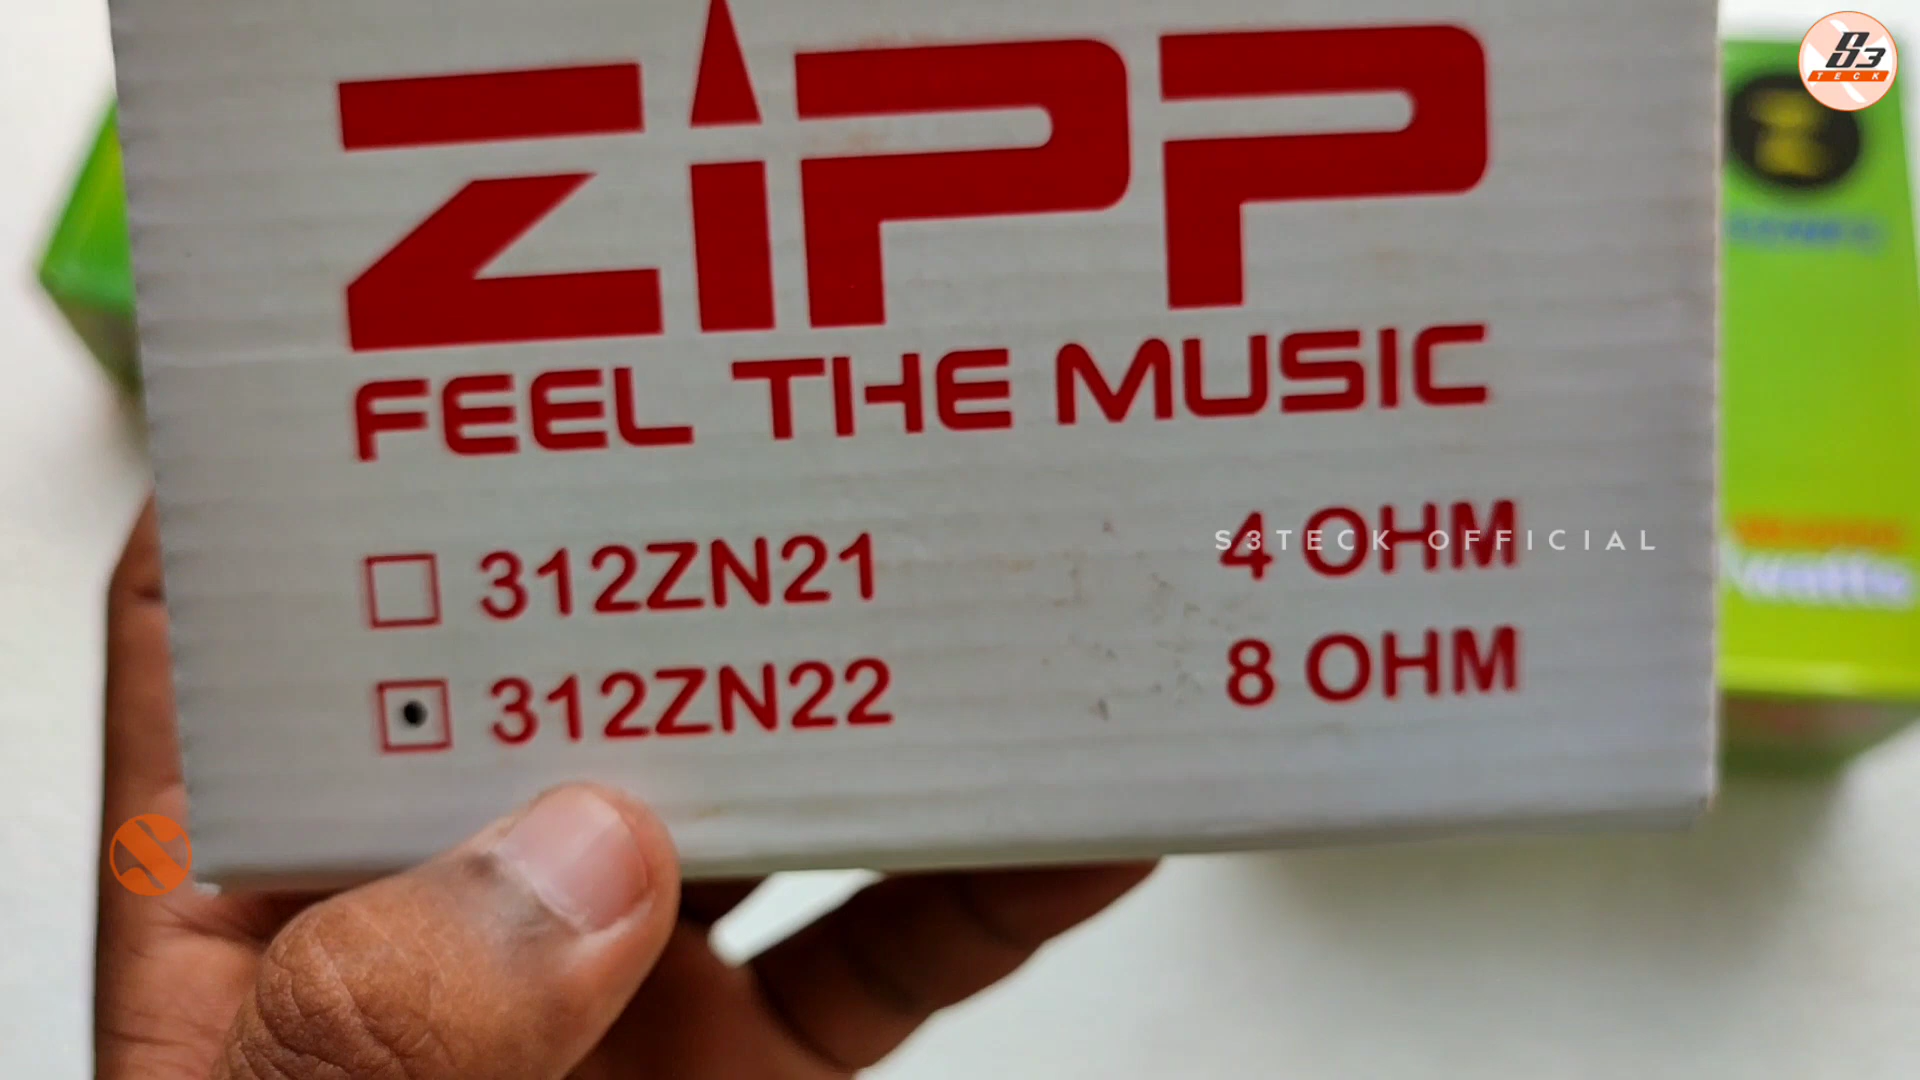 S3
TECK
ZiPP
FEEL THE MUSIC
312ZN21 4 OHM
S3TECK OFFICIAL
312ZN22 8 OHM